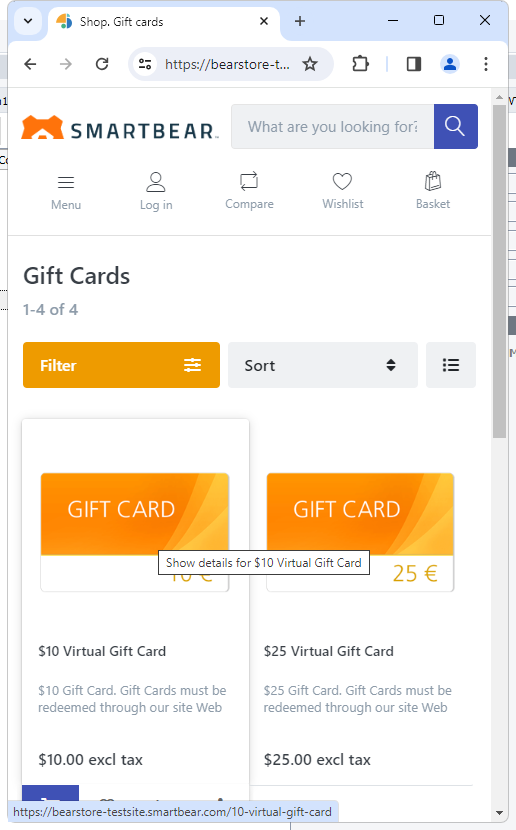 Shop. Gift cards
https://bearstore-t...
SMARTBEAR
What are you looking for?
Menu
Log in
Compare
Wishlist
Basket
Gift Cards
1-4 of 4
Filter
Sort
GIFT CARD
GIFT CARD
25 €
Show details for $10 Virtual Gift Card
$10 Virtual Gift Card
$25 Virtual Gift Card
$10 Gift Card. Gift Cards must be
redeemed through our site Web
$25 Gift Card. Gift Cards must be
redeemed through our site Web
$10.00 excl tax
$25.00 excl tax
https://bearstore-testsite.smartbear.com/10-virtual-gift-card